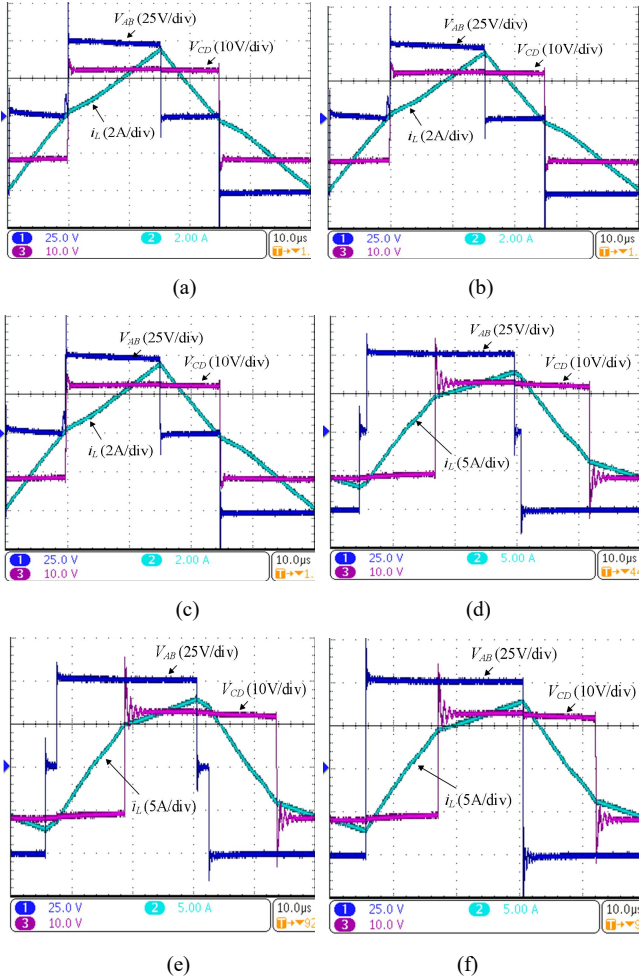 V_AB (25V/div)
V_CD (10V/div)
i_L (2A/div)
1 25.0 V 2 2.00 A 10.0µs
3 10.0 V T→▼1.
(a)
V_AB (25V/div)
V_CD (10V/div)
i_L (2A/div)
1 25.0 V 2 2.00 A 10.0µs
3 10.0 V T→▼1.
(b)
V_AB (25V/div)
V_CD (10V/div)
i_L (2A/div)
1 25.0 V 2 2.00 A 10.0µs
3 10.0 V T→▼1.
(c)
V_AB (25V/div)
V_CD (10V/div)
i_L (5A/div)
1 25.0 V 2 5.00 A 10.0µs
3 10.0 V T→▼44
(d)
V_AB (25V/div)
V_CD (10V/div)
i_L (5A/div)
1 25.0 V 2 5.00 A 10.0µs
3 10.0 V T→▼92
(e)
V_AB (25V/div)
V_CD (10V/div)
i_L (5A/div)
1 25.0 V 2 5.00 A 10.0µs
3 10.0 V T→▼9
(f)